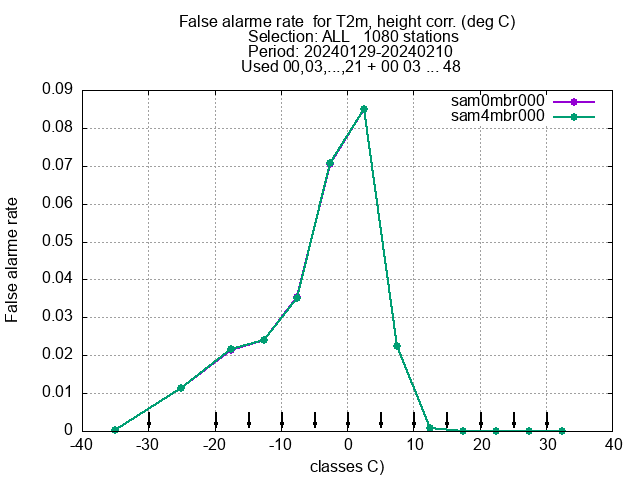 False alarme rate  for T2m, height corr. (deg C)
Selection: ALL   1080 stations
Period: 20240129-20240210
Used 00,03,...,21 + 00 03 ... 48
sam0mbr000
sam4mbr000
0.09
0.08
0.07
0.06
0.05
0.04
0.03
0.02
0.01
0
False alarme rate
-40 -30 -20 -10 0 10 20 30 40
classes C)